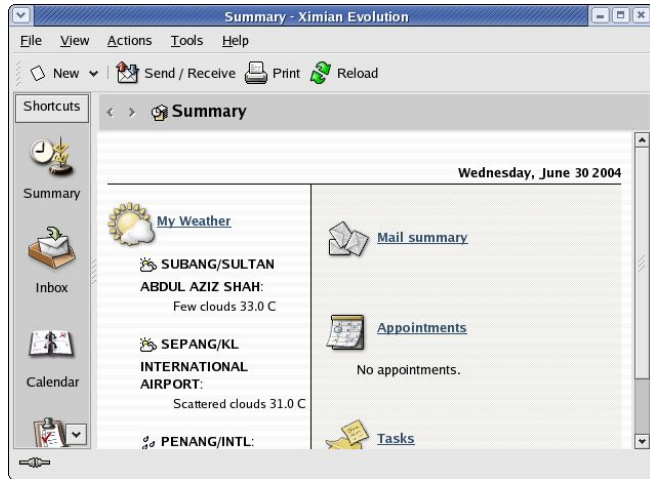 Summary - Ximian Evolution
File View Actions Tools Help
New Send / Receive Print Reload
Shortcuts
Summary
Inbox
Calendar
Summary
Wednesday, June 30 2004
My Weather
SUBANG/SULTAN
ABDUL AZIZ SHAH:
Few clouds 33.0 C
SEPANG/KL
INTERNATIONAL
AIRPORT:
Scattered clouds 31.0 C
PENANG/INTL:
Mail summary
Appointments
No appointments.
Tasks